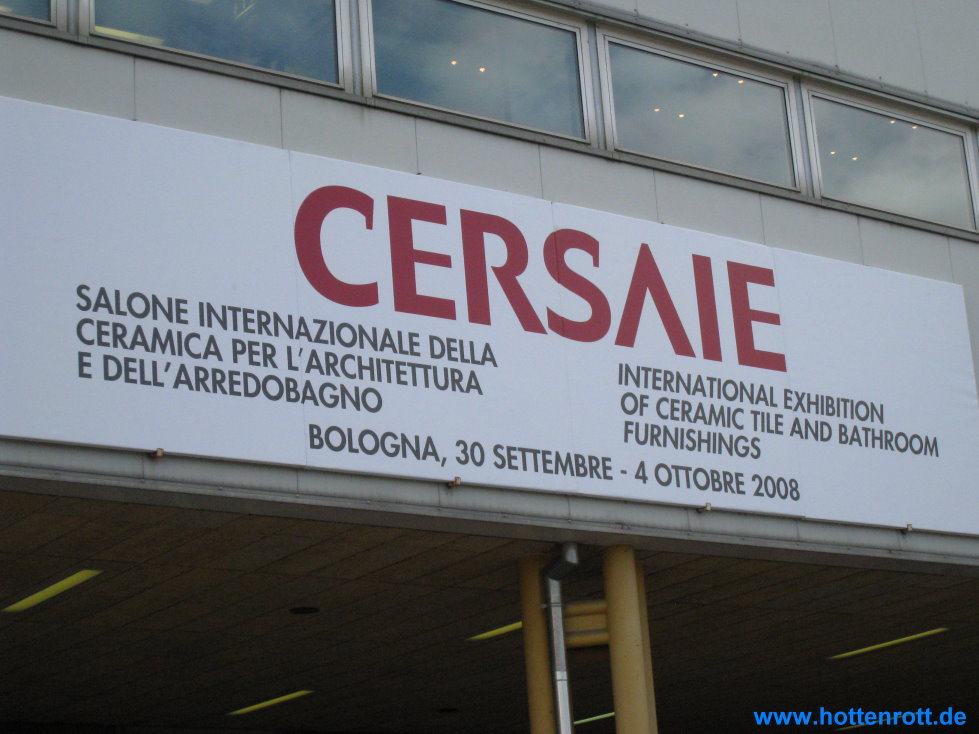 CERSAIE
SALONE INTERNAZIONALE DELLA
CERAMICA PER L'ARCHITETTURA
E DELL'ARREDOBAGNO
INTERNATIONAL EXHIBITION
OF CERAMIC TILE AND BATHROOM
FURNISHINGS
BOLOGNA, 30 SETTEMBRE - 4 OTTOBRE 2008
www.hottenrott.de